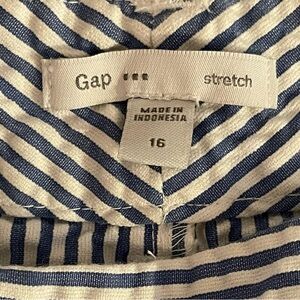 Gap stretch
MADE IN
INDONESIA
16